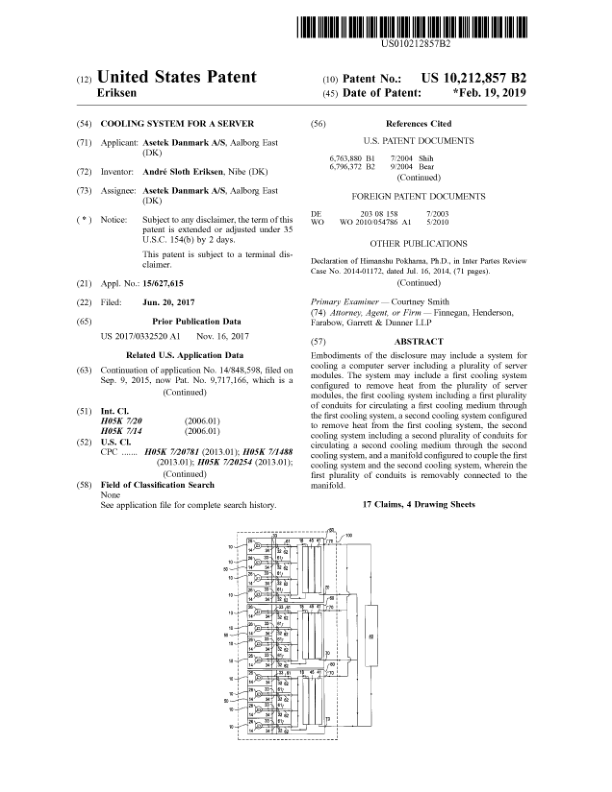 US010212857B2
(12) United States Patent
Eriksen
(10) Patent No.: US 10,212,857 B2
(45) Date of Patent: *Feb. 19, 2019
(54) COOLING SYSTEM FOR A SERVER
(71) Applicant: Asetek Danmark A/S, Aalborg East
(DK)
(72) Inventor: André Sloth Eriksen, Nibe (DK)
(73) Assignee: Asetek Danmark A/S, Aalborg East
(DK)
( * ) Notice: Subject to any disclaimer, the term of this
patent is extended or adjusted under 35
U.S.C. 154(b) by 2 days.
This patent is subject to a terminal dis-
claimer.
(21) Appl. No.: 15/627,615
(22) Filed: Jun. 20, 2017
(65) Prior Publication Data
US 2017/0332520 A1 Nov. 16, 2017
Related U.S. Application Data
(63) Continuation of application No. 14/848,598, filed on
Sep. 9, 2015, now Pat. No. 9,717,166, which is a
(Continued)
(51) Int. Cl.
H05K 7/20 (2006.01)
H05K 7/14 (2006.01)
(52) U.S. Cl.
CPC ....... H05K 7/20781 (2013.01); H05K 7/1488
(2013.01); H05K 7/20254 (2013.01);
(Continued)
(58) Field of Classification Search
None
See application file for complete search history.
(56) References Cited
U.S. PATENT DOCUMENTS
6,763,880 B1 7/2004 Shih
6,796,372 B2 9/2004 Bear
(Continued)
FOREIGN PATENT DOCUMENTS
DE 203 08 158 7/2003
WO WO 2010/054786 A1 5/2010
OTHER PUBLICATIONS
Declaration of Himanshu Pokharna, Ph.D., in Inter Partes Review
Case No. 2014-01172, dated Jul. 16, 2014, (71 pages).
(Continued)
Primary Examiner — Courtney Smith
(74) Attorney, Agent, or Firm — Finnegan, Henderson,
Farabow, Garrett & Dunner LLP
(57) ABSTRACT
Embodiments of the disclosure may include a system for
cooling a computer server including a plurality of server
modules. The system may include a first cooling system
configured to remove heat from the plurality of server
modules, the first cooling system including a first plurality
of conduits for circulating a first cooling medium through
the first cooling system, a second cooling system configured
to remove heat from the first cooling system, the second
cooling system including a second plurality of conduits for
circulating a second cooling medium through the second
cooling system, and a manifold configured to couple the first
cooling system and the second cooling system, wherein the
first plurality of conduits is removably connected to the
manifold.
17 Claims, 4 Drawing Sheets